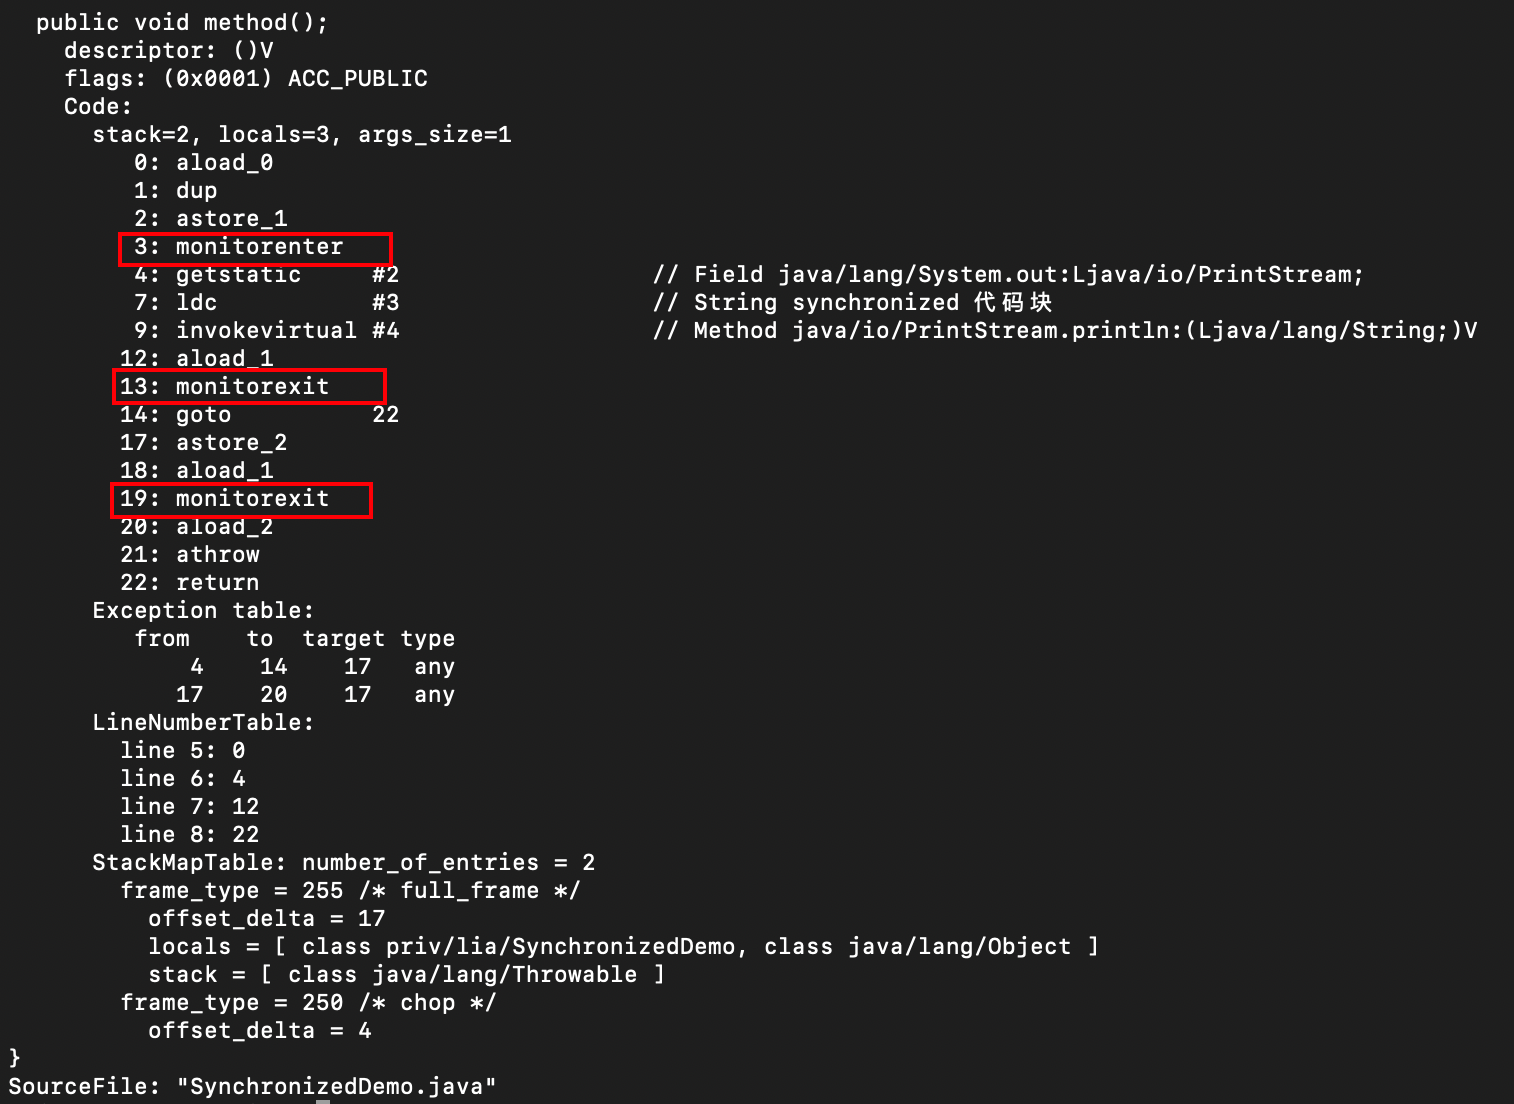 public void method();
descriptor: ()V
flags: (0x0001) ACC_PUBLIC
Code:
stack=2, locals=3, args_size=1
0: aload_0
1: dup
2: astore_1
3: monitorenter
4: getstatic #2 // Field java/lang/System.out:Ljava/io/PrintStream;
7: ldc #3 // String synchronized 代码块
9: invokevirtual #4 // Method java/io/PrintStream.println:(Ljava/lang/String;)V
12: aload_1
13: monitorexit
14: goto 22
17: astore_2
18: aload_1
19: monitorexit
20: aload_2
21: athrow
22: return
Exception table:
from to target type
4 14 17 any
17 20 17 any
LineNumberTable:
line 5: 0
line 6: 4
line 7: 12
line 8: 22
StackMapTable: number_of_entries = 2
frame_type = 255 /* full_frame */
offset_delta = 17
locals = [ class priv/lia/SynchronizedDemo, class java/lang/Object ]
stack = [ class java/lang/Throwable ]
frame_type = 250 /* chop */
offset_delta = 4
}
SourceFile: "SynchronizedDemo.java"